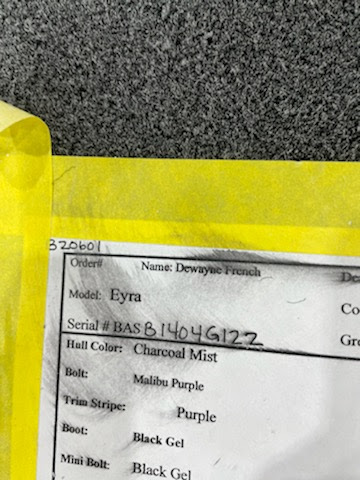 320601
Order# Name: Dewayne French
Model: Eyra Co
Serial # BAS B1404G122 Gr
Hull Color: Charcoal Mist
Bolt: Malibu Purple
Trim Stripe: Purple
Boot: Black Gel
Mini Bolt: Black Gel